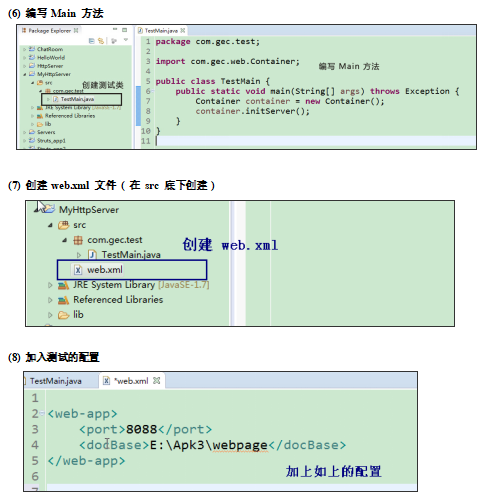 (6) 编写 Main 方法
Package Explorer
TestMain.java
ChatRoom
HelloWorld
HttpServer
MyHttpServer
src
创建测试类
com.gec.test
TestMain.java
JRE System Library [JavaSE-1.7]
Referenced Libraries
lib
Servers
Struts_app1
1 package com.gec.test;
2
3 import com.gec.web.Container;
编写 Main 方法
4
5 public class TestMain {
6 public static void main(String[] args) throws Exception {
7 Container container = new Container();
8 container.initServer();
9 }
10 }
11
(7) 创建 web.xml 文件 ( 在 src 底下创建 )
MyHttpServer
src
com.gec.test
创建 web.xml
TestMain.java
web.xml
JRE System Library [JavaSE-1.7]
Referenced Libraries
lib
(8) 加入测试的配置
TestMain.java
*web.xml
1
2 <web-app>
3 <port>8088</port>
4 <docBase>E:\Apk3\webpage</docBase>
5 </web-app>
6
加上如上的配置